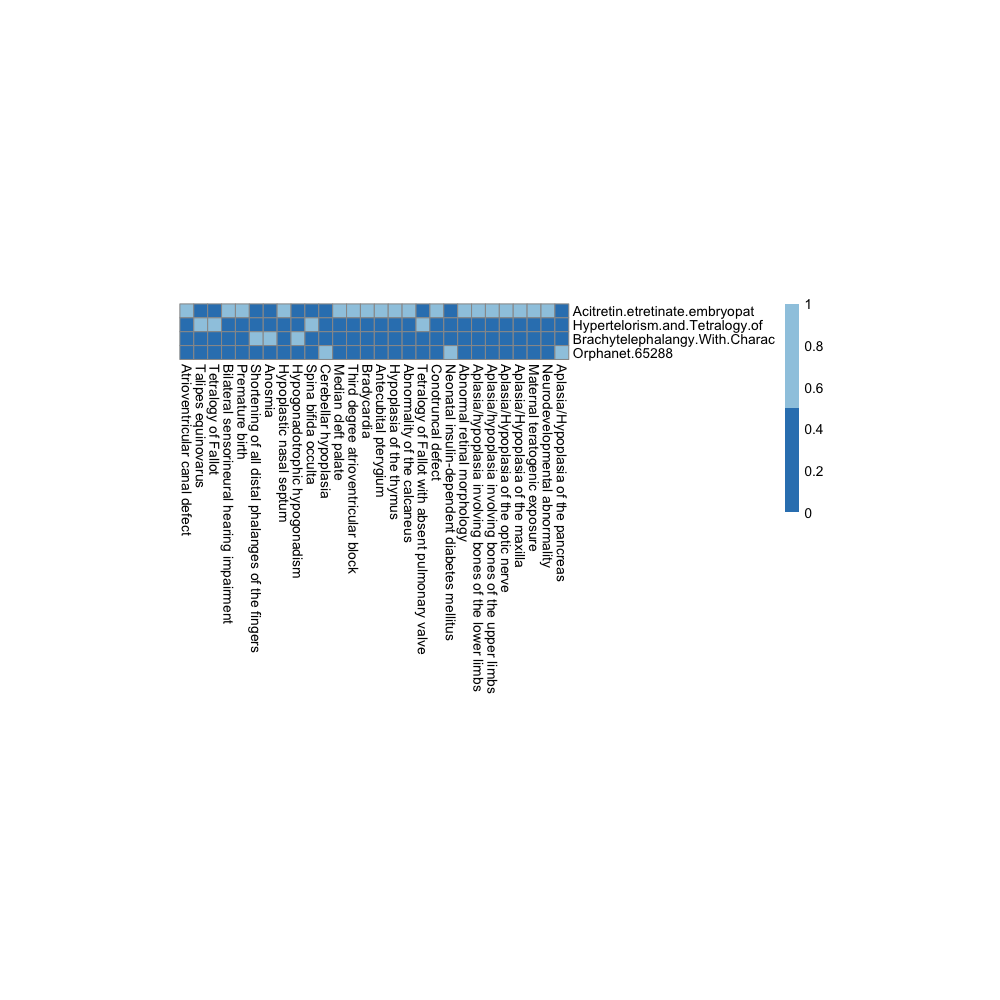 Acitretin.etretinate.embryopat
Hypertelorism.and.Tetralogy.of
Brachytelephalangy.With.Charac
Orphanet.65288
1
0.8
0.6
0.4
0.2
0
Atrioventricular canal defect
Talipes equinovarus
Tetralogy of Fallot
Bilateral sensorineural hearing impairment
Premature birth
Shortening of all distal phalanges of the fingers
Anosmia
Hypoplastic nasal septum
Hypogonadotrophic hypogonadism
Spina bifida occulta
Cerebellar hypoplasia
Median cleft palate
Third degree atrioventricular block
Bradycardia
Antecubital pterygium
Hypoplasia of the thymus
Abnormality of the calcaneus
Tetralogy of Fallot with absent pulmonary valve
Conotruncal defect
Neonatal insulin-dependent diabetes mellitus
Abnormal retinal morphology
Aplasia/hypoplasia involving bones of the lower limbs
Aplasia/hypoplasia involving bones of the upper limbs
Aplasia/Hypoplasia of the optic nerve
Aplasia/Hypoplasia of the maxilla
Maternal teratogenic exposure
Neurodevelopmental abnormality
Aplasia/Hypoplasia of the pancreas